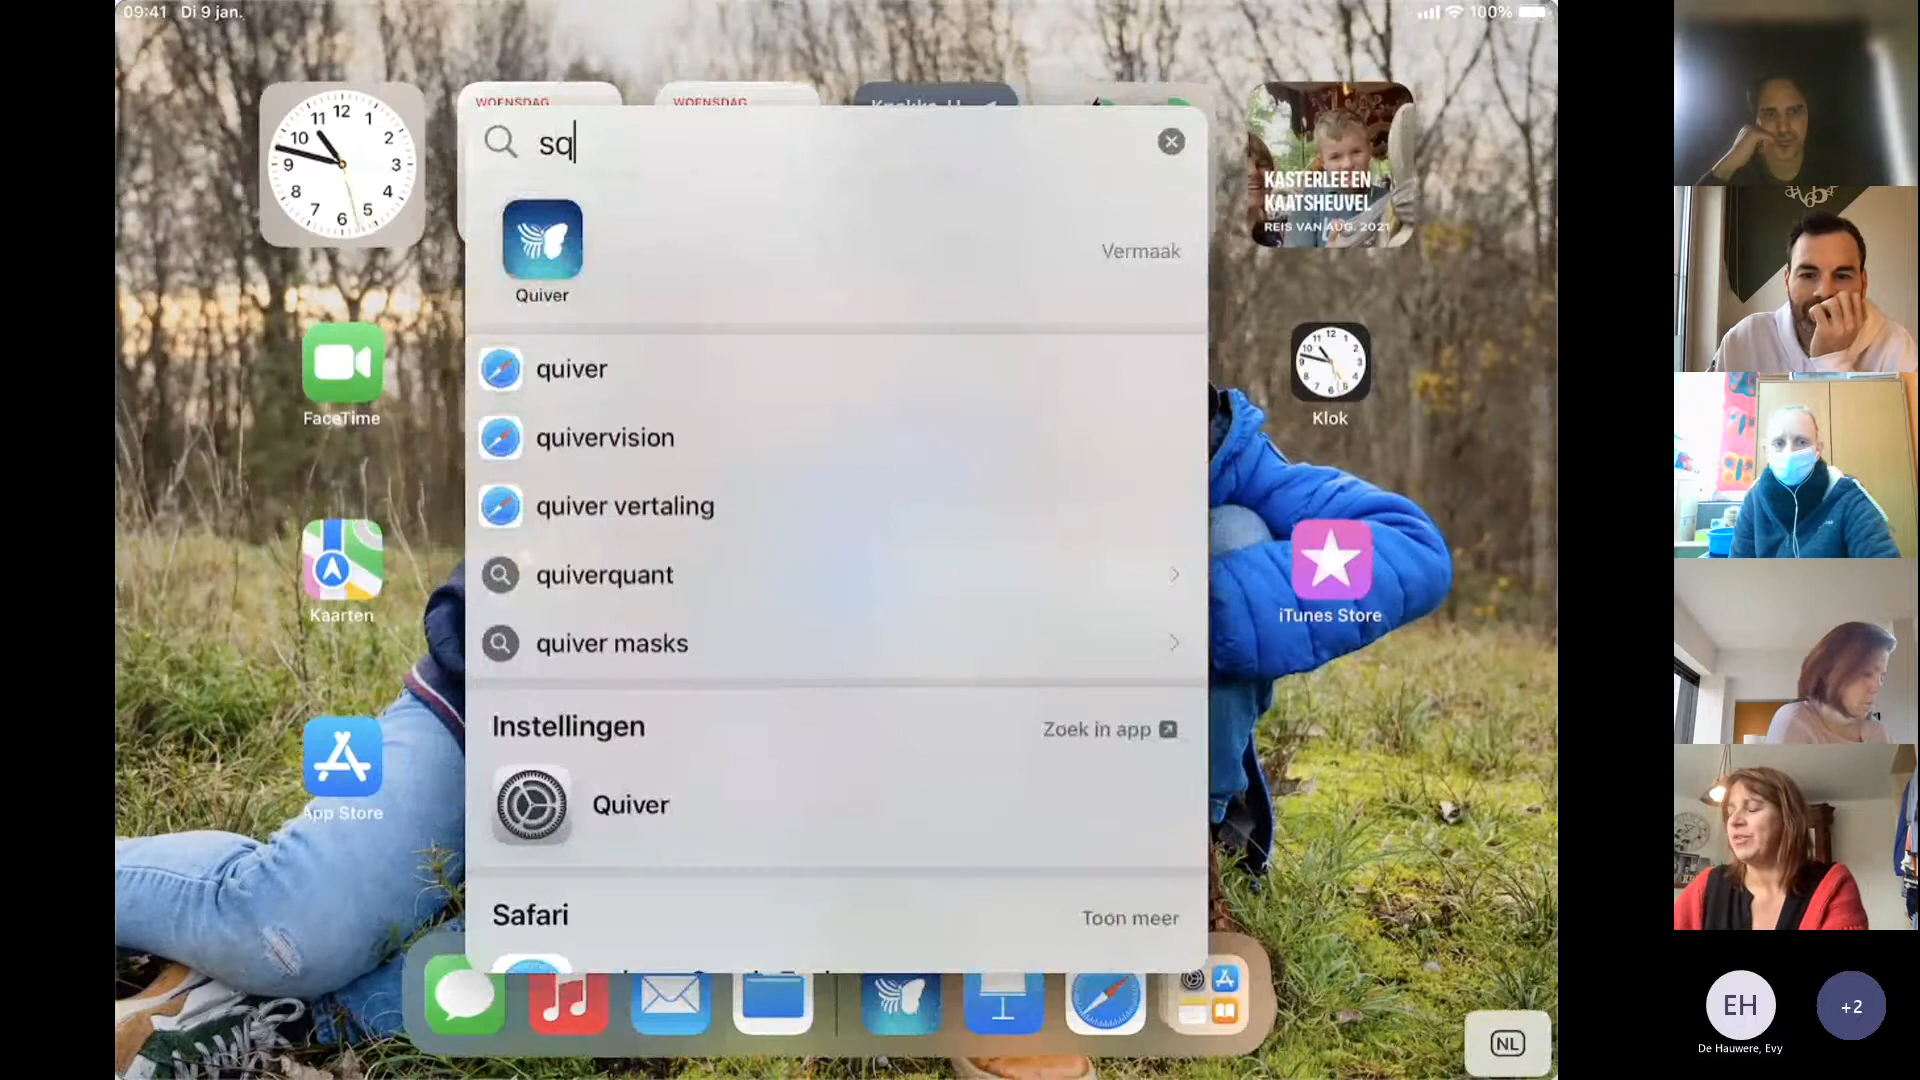 09:41 Di 9 jan.
100%
WOENSDAG
WOENSDAG
sq
KASTERLEE EN
KAATSHEUVEL
REIS VAN AUG. 2021
Vermaak
Quiver
quiver
quivervision
quiver vertaling
quiverquant
quiver masks
Instellingen
Zoek in app
Quiver
Safari
Toon meer
FaceTime
Kaarten
App Store
Klok
iTunes Store
NL
EH
De Hauwere, Evy
+2